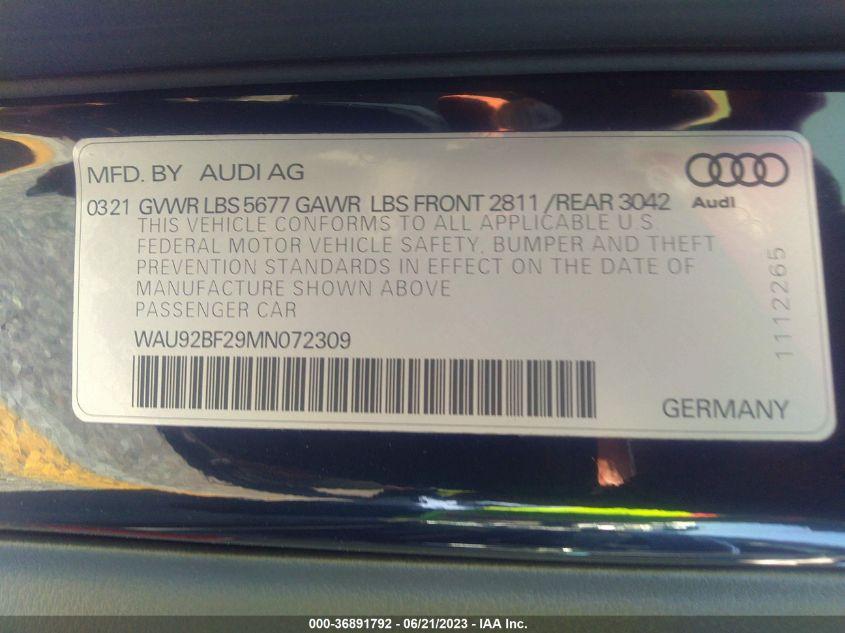 MFD. BY AUDI AG
Audi
0321 GVWR LBS 5677 GAWR LBS FRONT 2811 /REAR 3042
THIS VEHICLE CONFORMS TO ALL APPLICABLE U.S.
FEDERAL MOTOR VEHICLE SAFETY, BUMPER AND THEFT
PREVENTION STANDARDS IN EFFECT ON THE DATE OF
MANUFACTURE SHOWN ABOVE
PASSENGER CAR
1112265
WAU92BF29MN072309
GERMANY
000-36891792 - 06/21/2023 - IAA Inc.